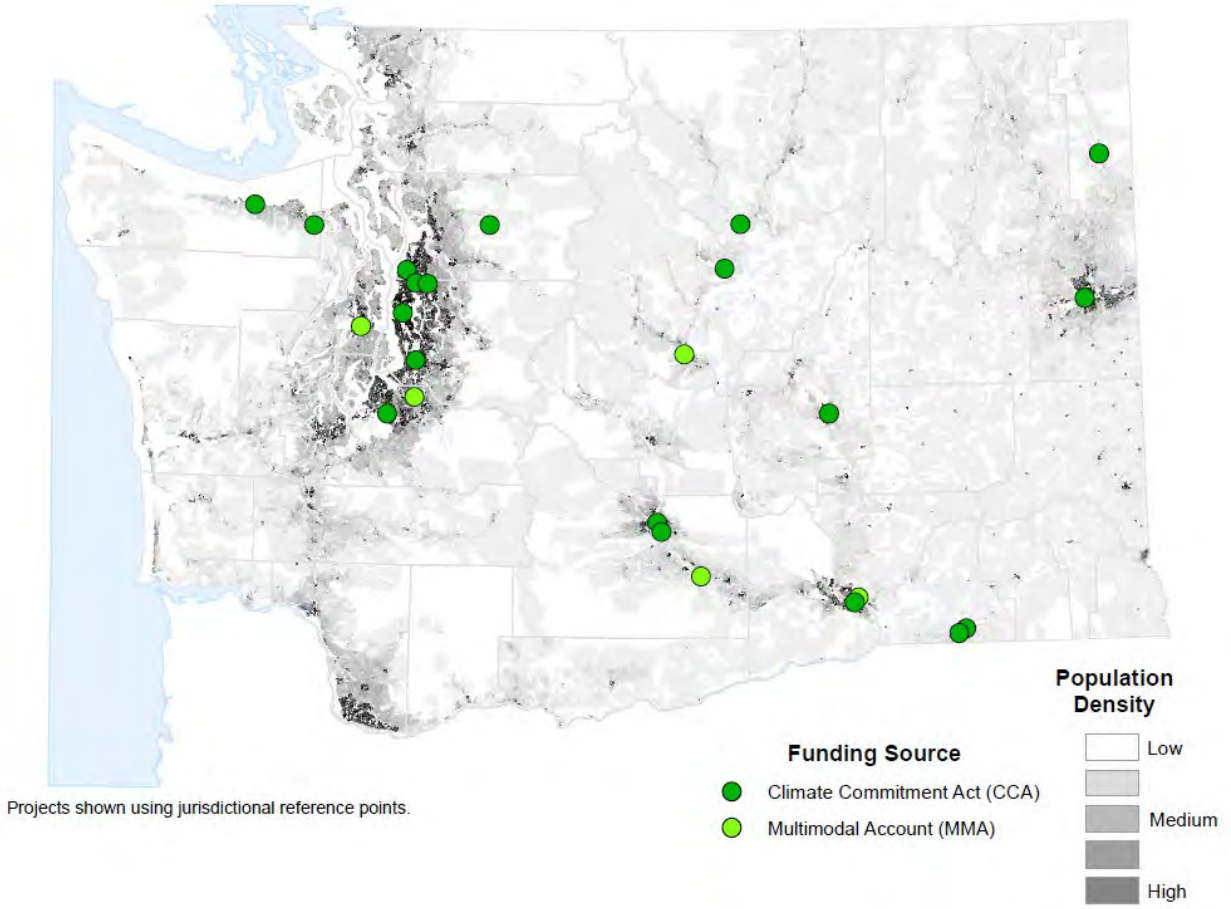 Projects shown using jurisdictional reference points.
Funding Source
Climate Commitment Act (CCA)
Multimodal Account (MMA)
Population
Density
Low
Medium
High